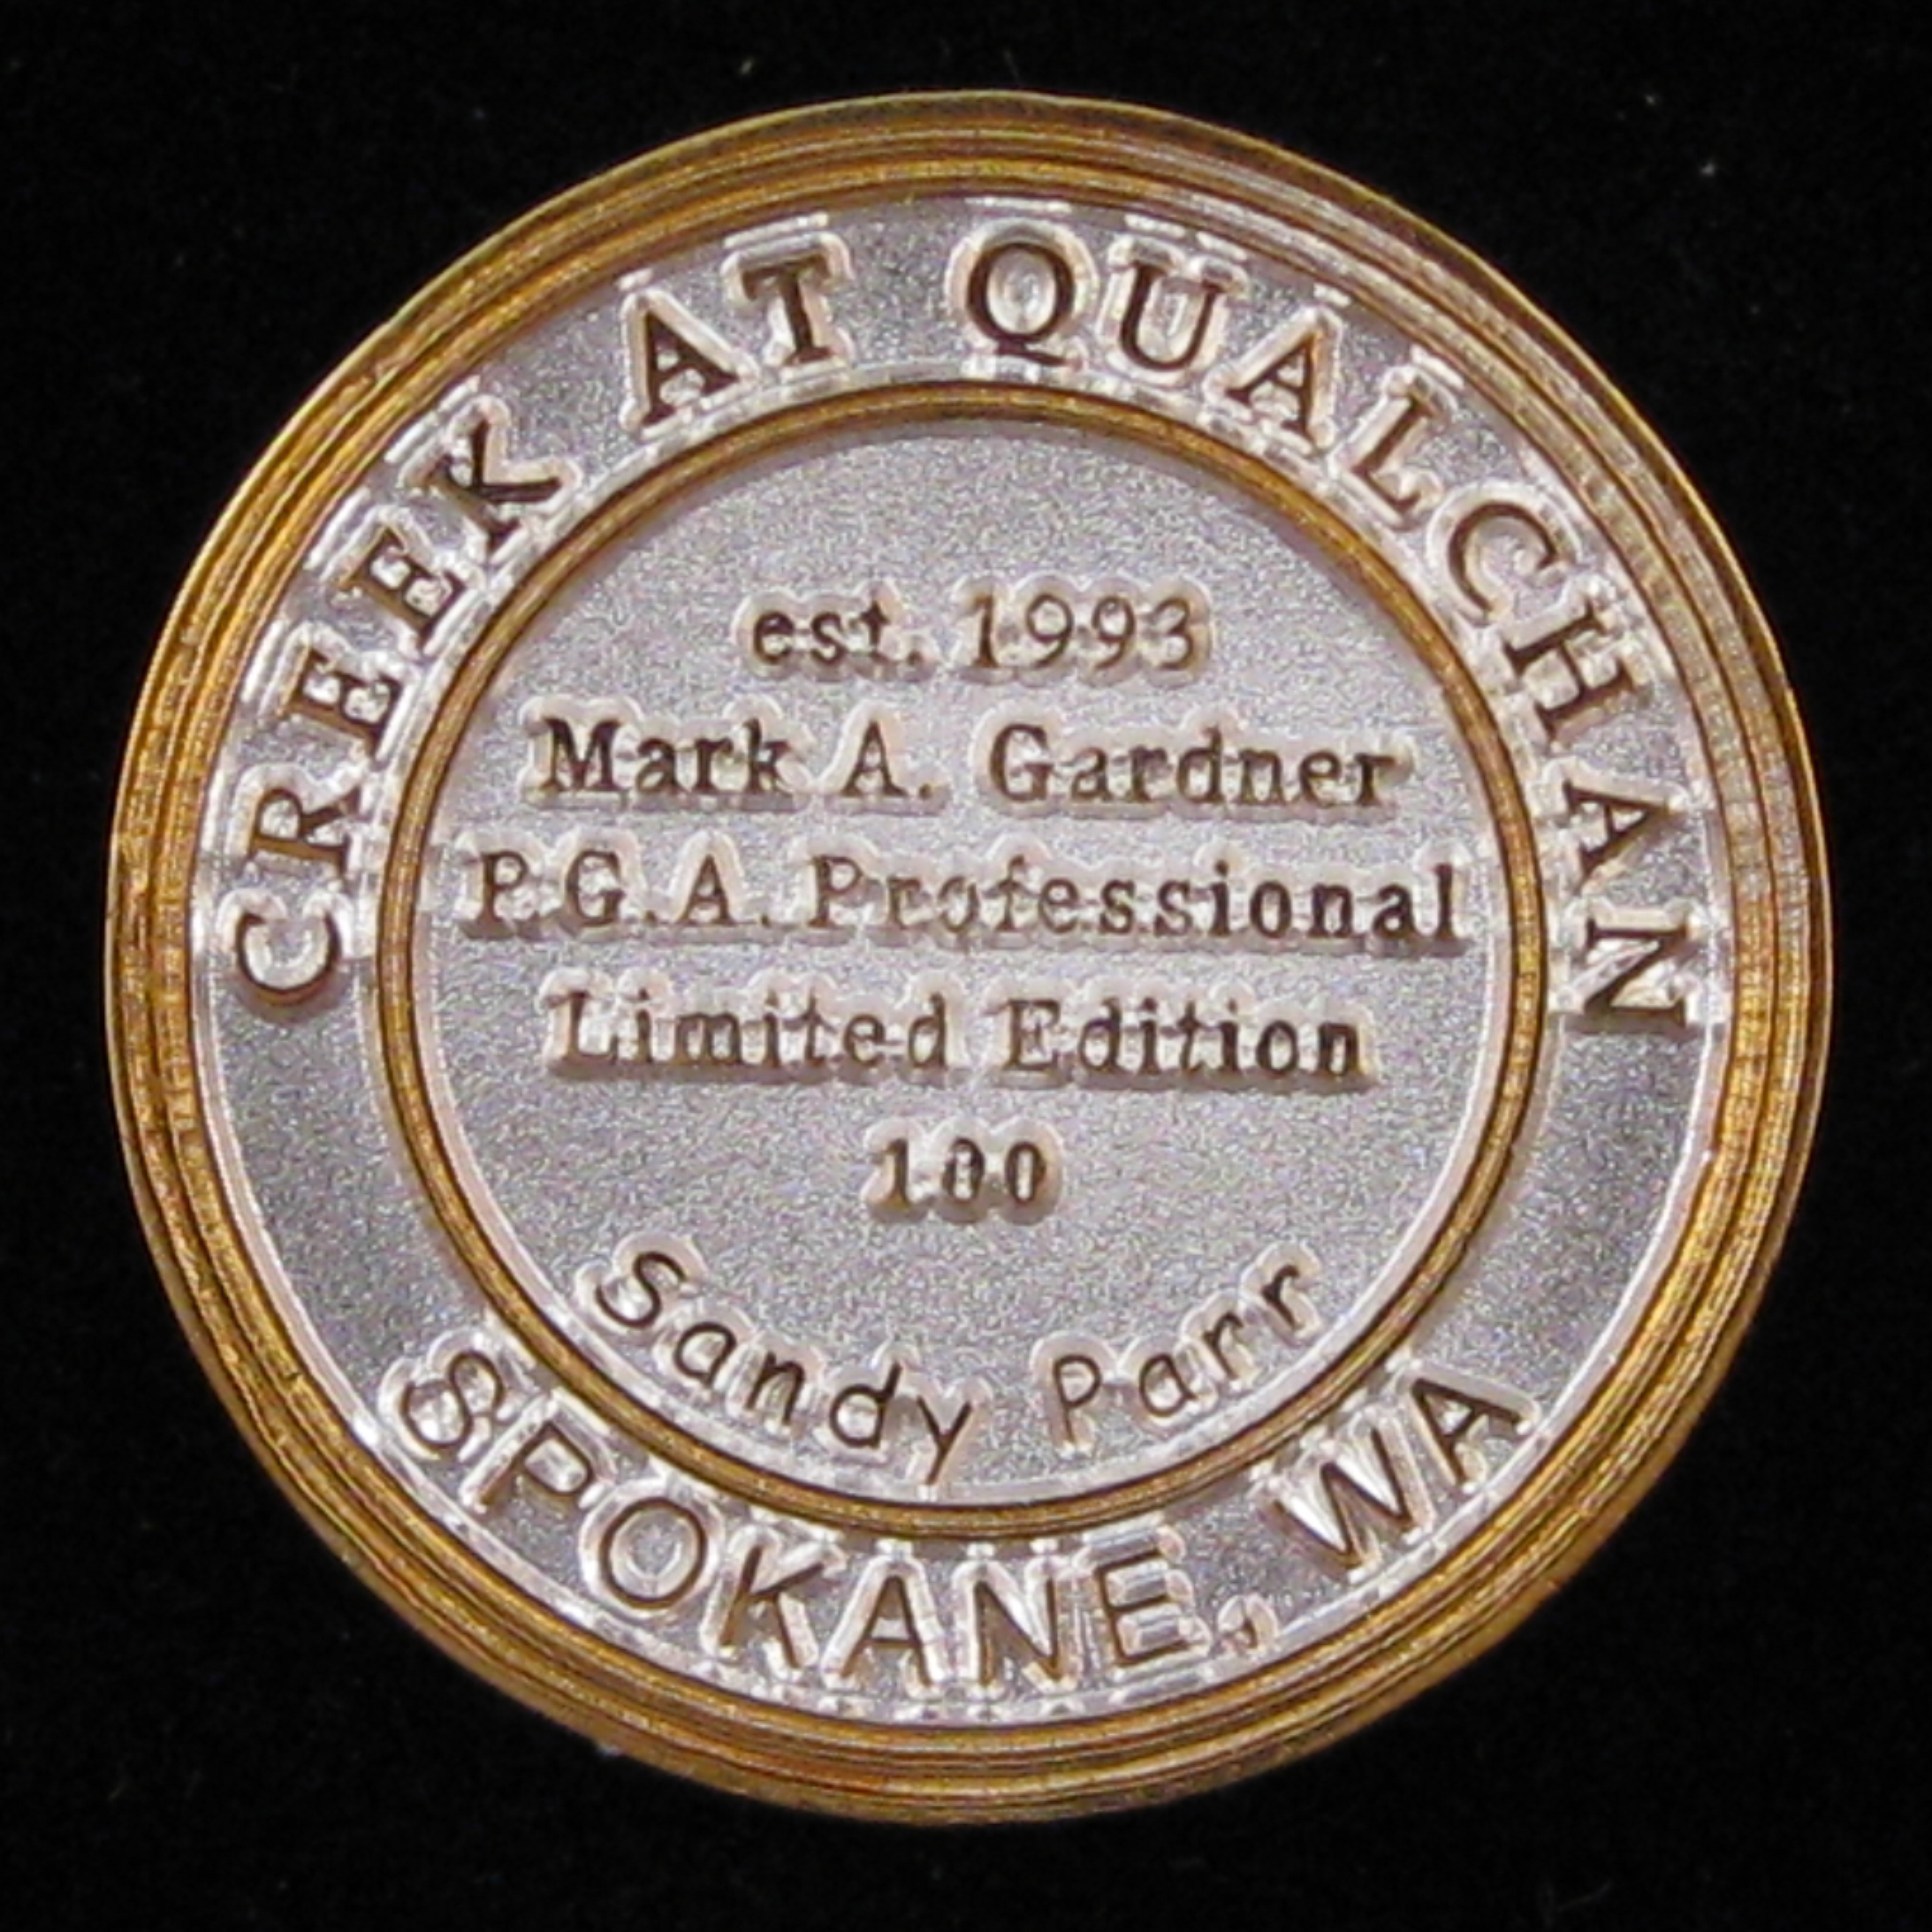 CREEK AT QUALCHAN
est. 1993
Mark A. Gardner
P.G.A. Professional
Limited Edition
100
Sandy Parr
SPOKANE, WA